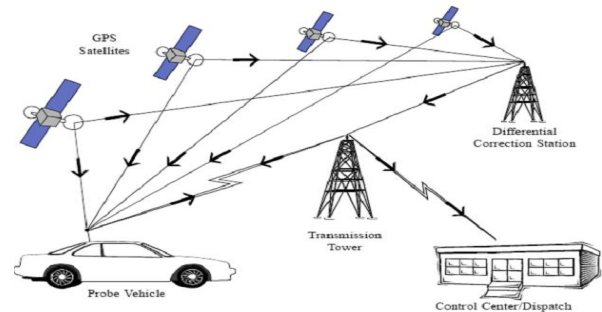 GPS
Satellites
Differential
Correction Station
Transmission
Tower
Probe Vehicle
Control Center/Dispatch